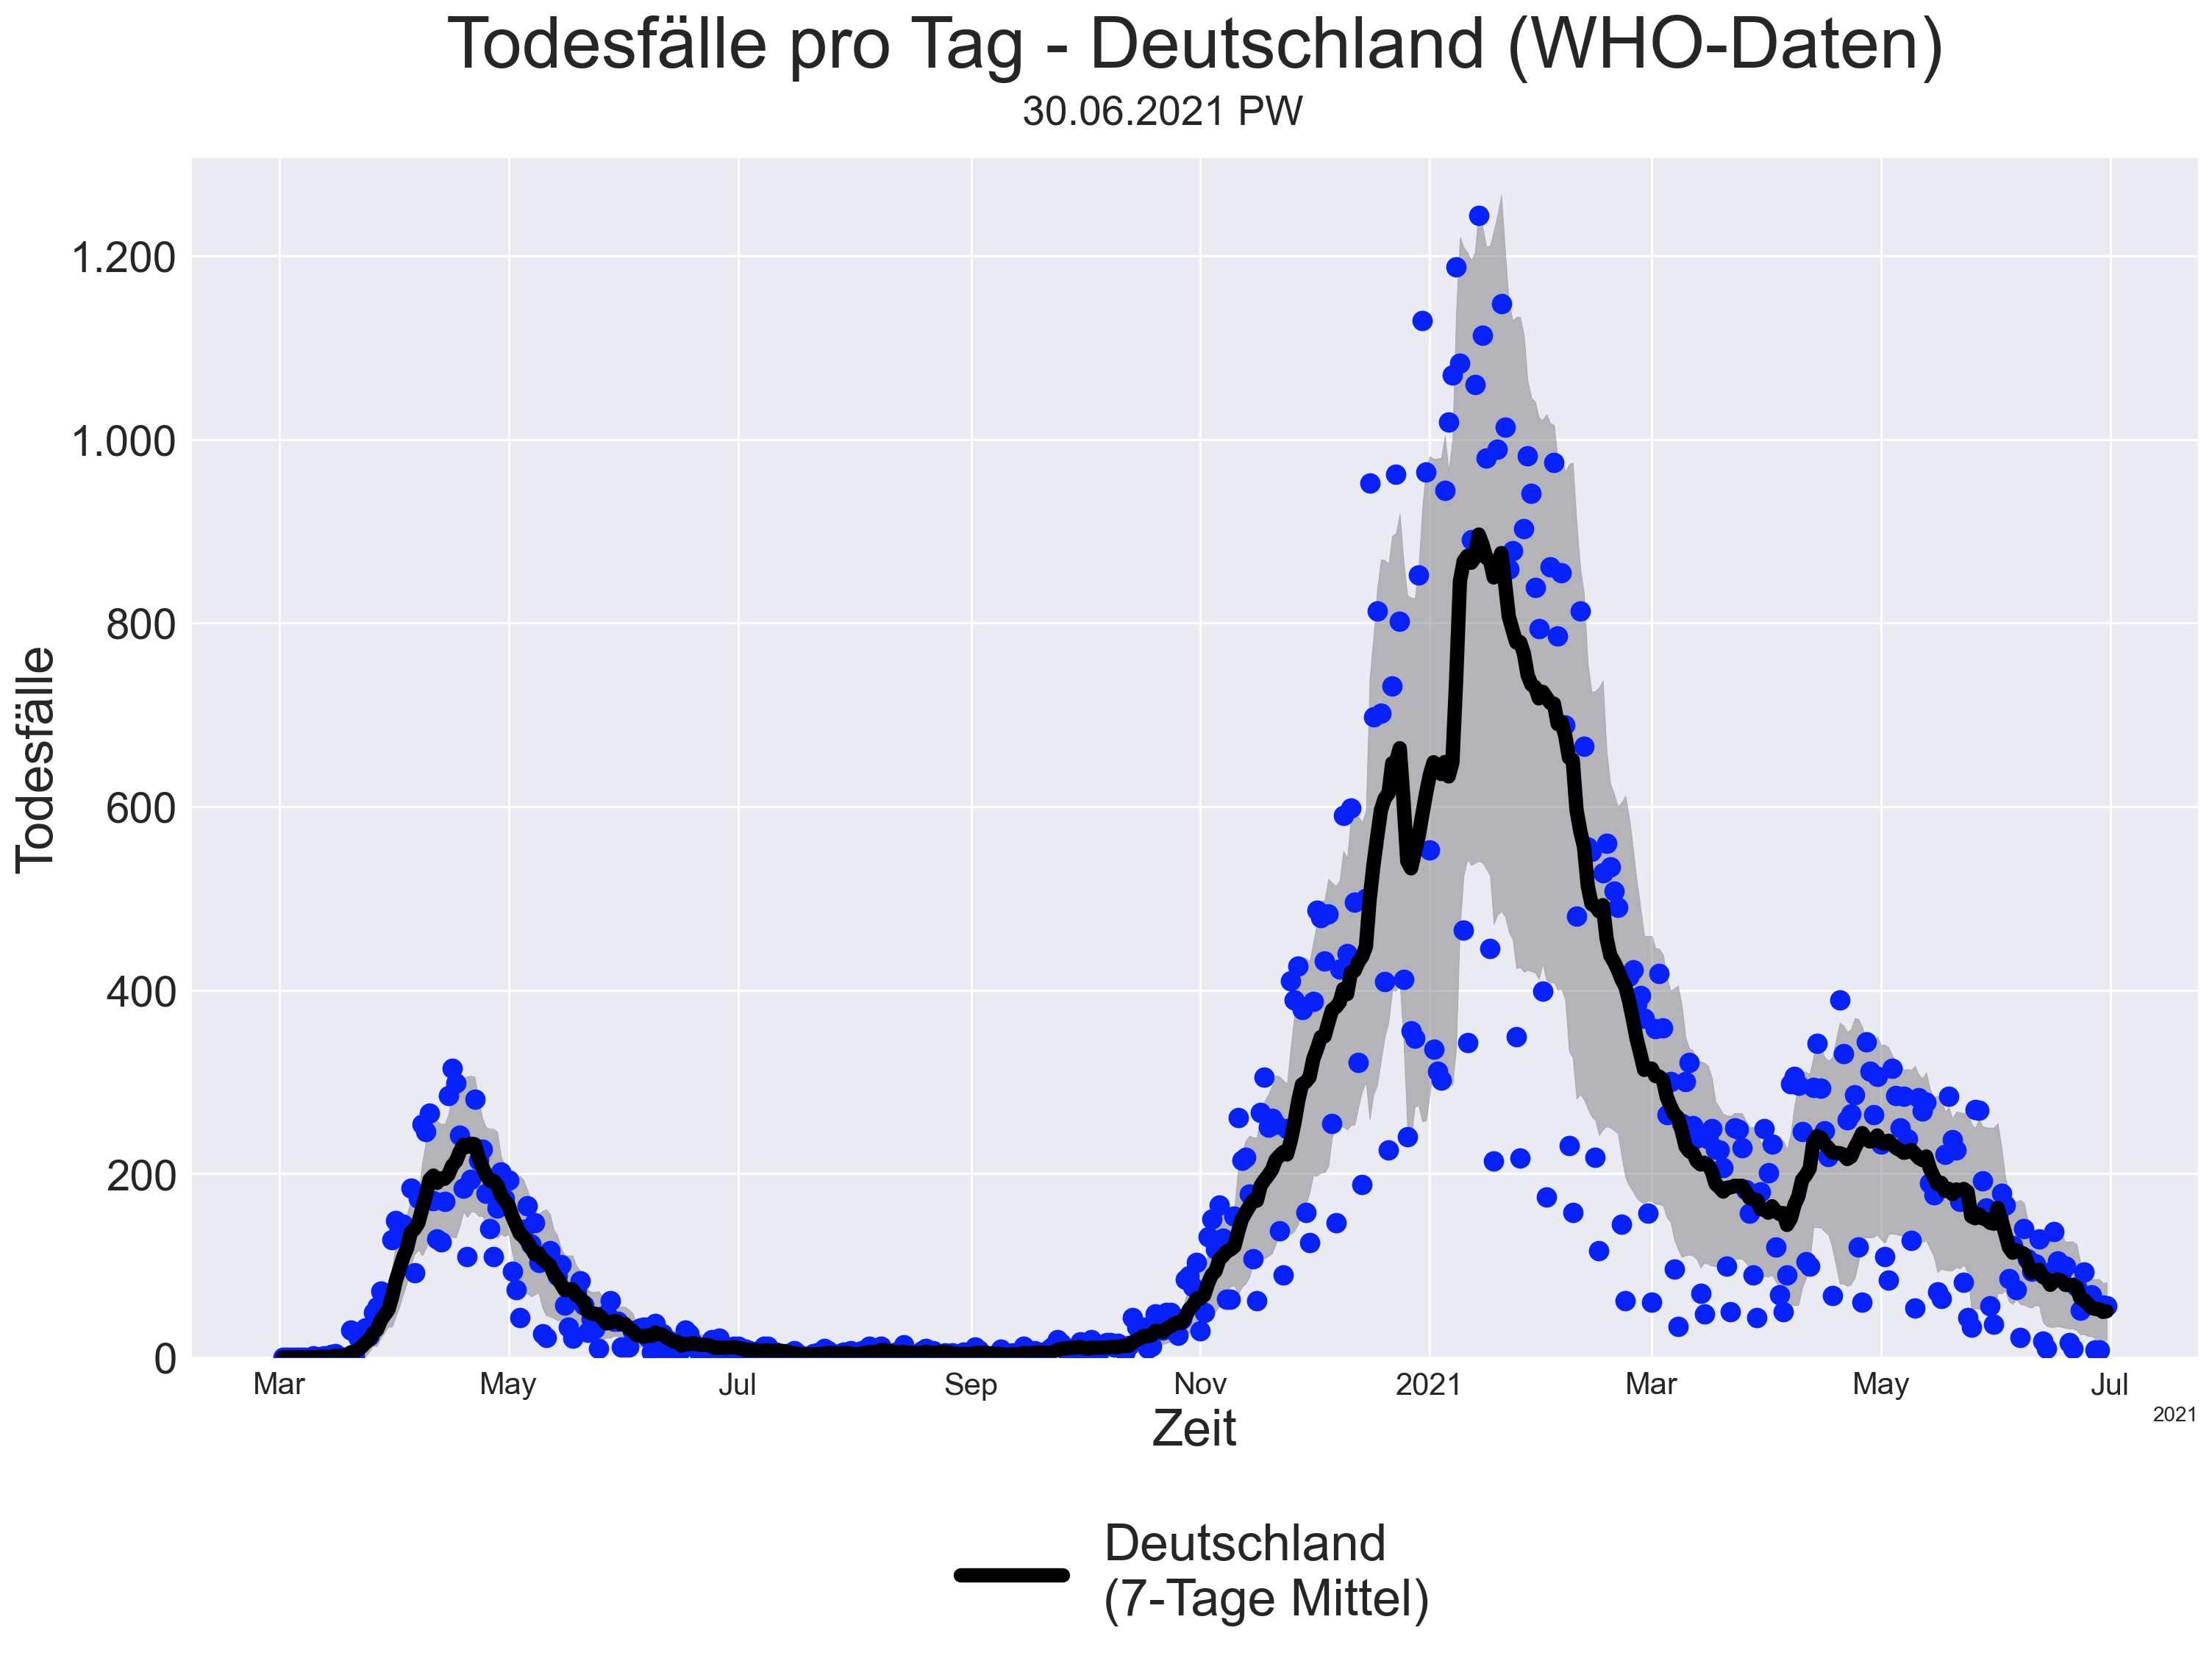 Todesfälle pro Tag - Deutschland (WHO-Daten)
30.06.2021 PW
Todesfälle
1.200
1.000
800
600
400
200
0
Mar May Jul Sep Nov 2021 Mar May Jul
2021
Zeit
Deutschland
(7-Tage Mittel)